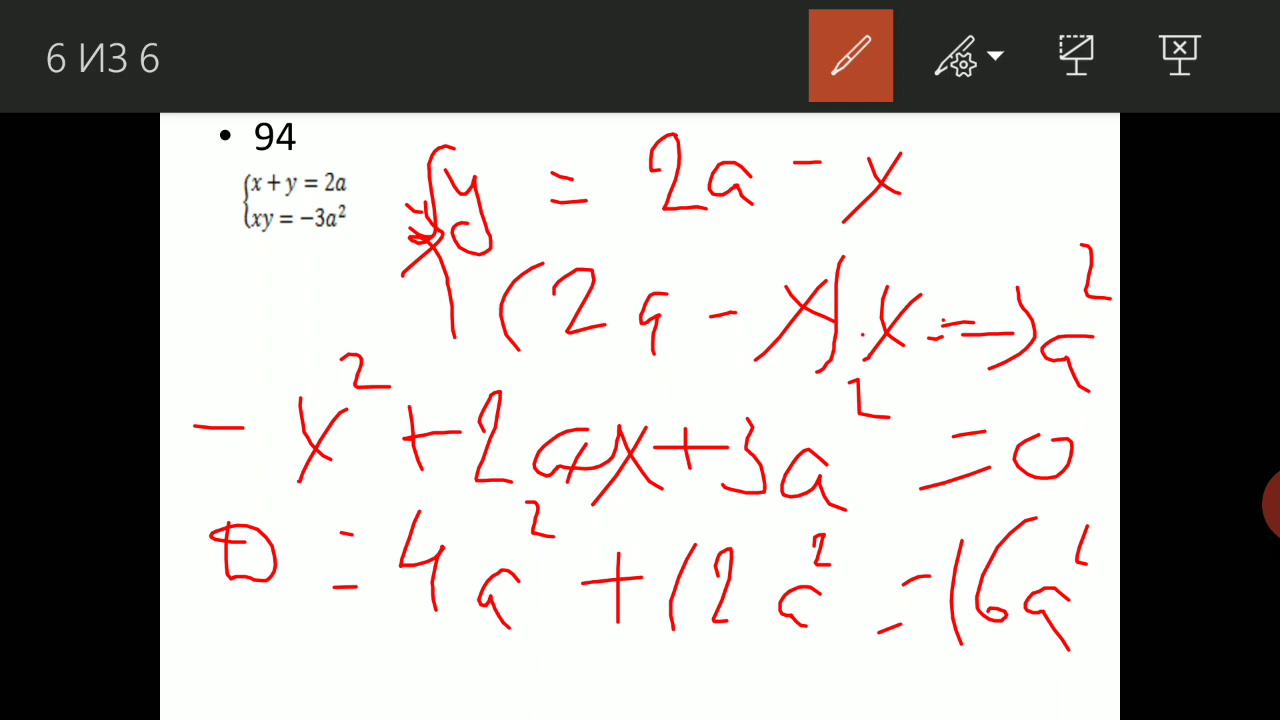 6 ИЗ 6
• 94
{x + y = 2a
xy = −3a²
{y = 2a - x
(2a - x)·x = -3a²
- x² + 2ax + 3a² = 0
D = 4a² + 12a² = 16a²